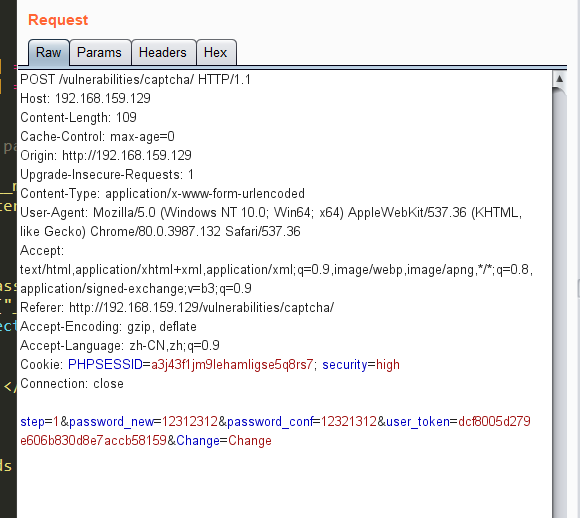 Request
Raw
Params
Headers
Hex
POST /vulnerabilities/captcha/ HTTP/1.1
Host: 192.168.159.129
Content-Length: 109
Cache-Control: max-age=0
Origin: http://192.168.159.129
Upgrade-Insecure-Requests: 1
Content-Type: application/x-www-form-urlencoded
User-Agent: Mozilla/5.0 (Windows NT 10.0; Win64; x64) AppleWebKit/537.36 (KHTML,
like Gecko) Chrome/80.0.3987.132 Safari/537.36
Accept:
text/html,application/xhtml+xml,application/xml;q=0.9,image/webp,image/apng,*/*;q=0.8,
application/signed-exchange;v=b3;q=0.9
Referer: http://192.168.159.129/vulnerabilities/captcha/
Accept-Encoding: gzip, deflate
Accept-Language: zh-CN,zh;q=0.9
Cookie: PHPSESSID=a3j43f1jm9lehamligse5q8rs7; security=high
Connection: close
step=1&password_new=12312312&password_conf=12321312&user_token=dcf8005d279
e606b830d8e7accb58159&Change=Change